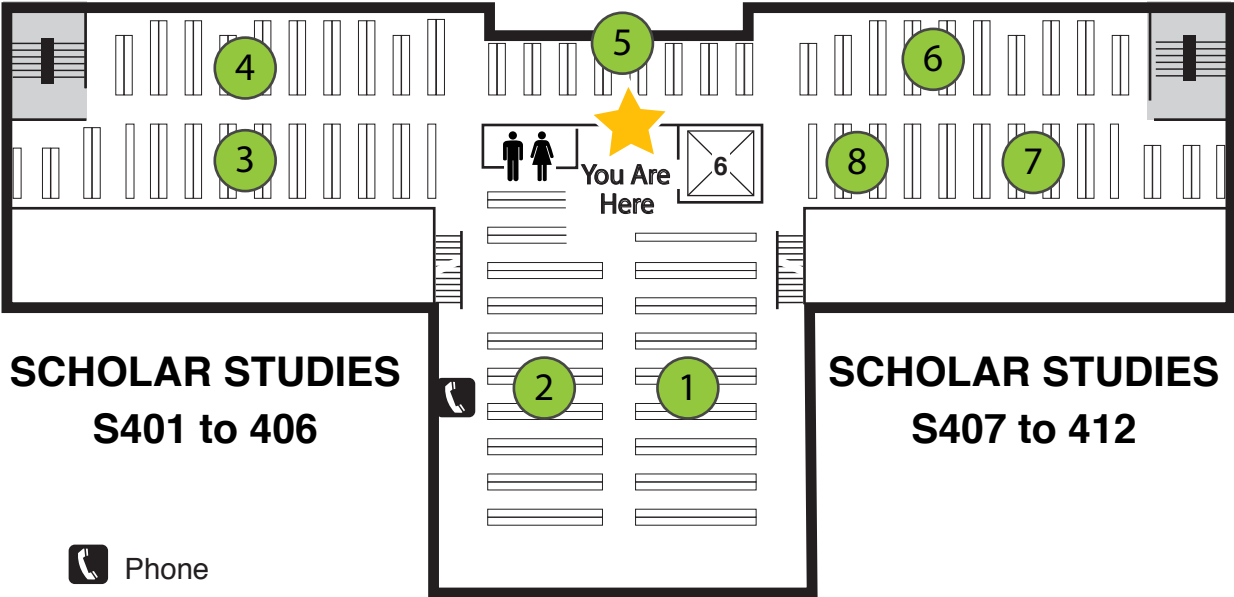 4
5
6
3
You Are
Here
6
8
7
SCHOLAR STUDIES
S401 to 406
2
1
SCHOLAR STUDIES
S407 to 412
Phone